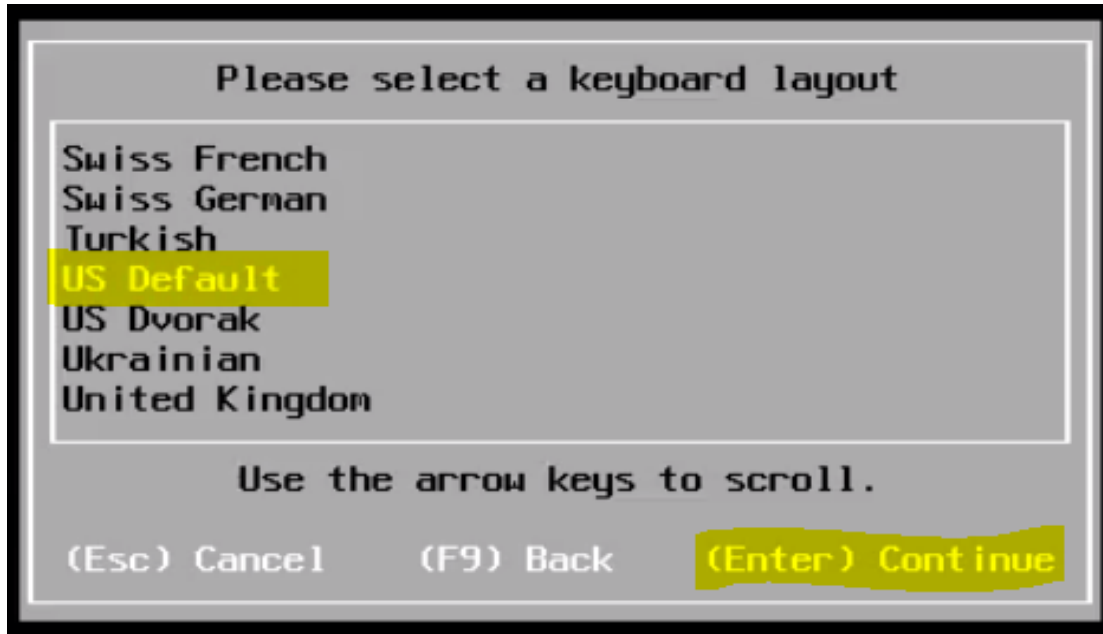 Please select a keyboard layout
Swiss French
Swiss German
Turkish
US Default
US Dvorak
Ukrainian
United Kingdom
Use the arrow keys to scroll.
(Esc) Cancel (F9) Back (Enter) Continue